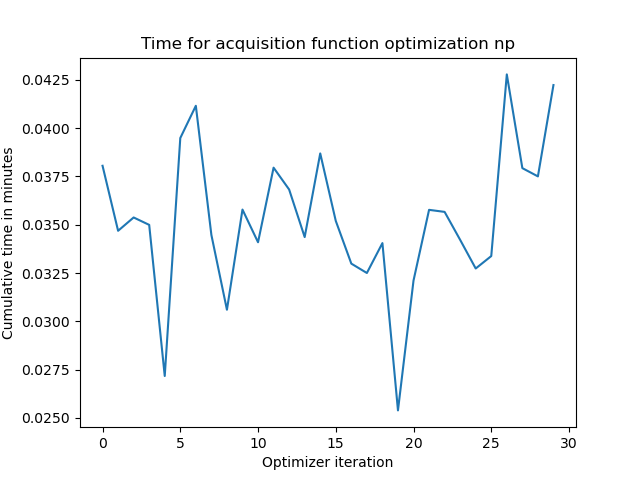 Time for acquisition function optimization np
0.0425
0.0400
0.0375
0.0350
0.0325
0.0300
0.0275
0.0250
Cumulative time in minutes
0 5 10 15 20 25 30
Optimizer iteration